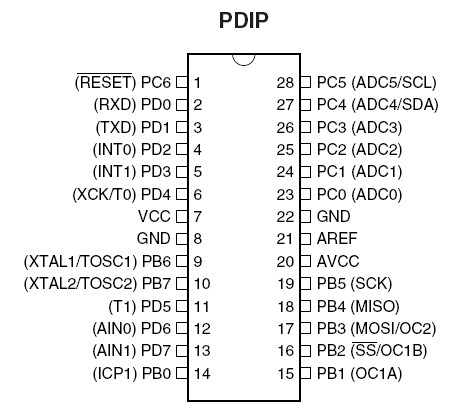 PDIP
(RESET) PC6 1 28 PC5 (ADC5/SCL)
(RXD) PD0 2 27 PC4 (ADC4/SDA)
(TXD) PD1 3 26 PC3 (ADC3)
(INT0) PD2 4 25 PC2 (ADC2)
(INT1) PD3 5 24 PC1 (ADC1)
(XCK/T0) PD4 6 23 PC0 (ADC0)
VCC 7 22 GND
GND 8 21 AREF
(XTAL1/TOSC1) PB6 9 20 AVCC
(XTAL2/TOSC2) PB7 10 19 PB5 (SCK)
(T1) PD5 11 18 PB4 (MISO)
(AIN0) PD6 12 17 PB3 (MOSI/OC2)
(AIN1) PD7 13 16 PB2 (SS/OC1B)
(ICP1) PB0 14 15 PB1 (OC1A)